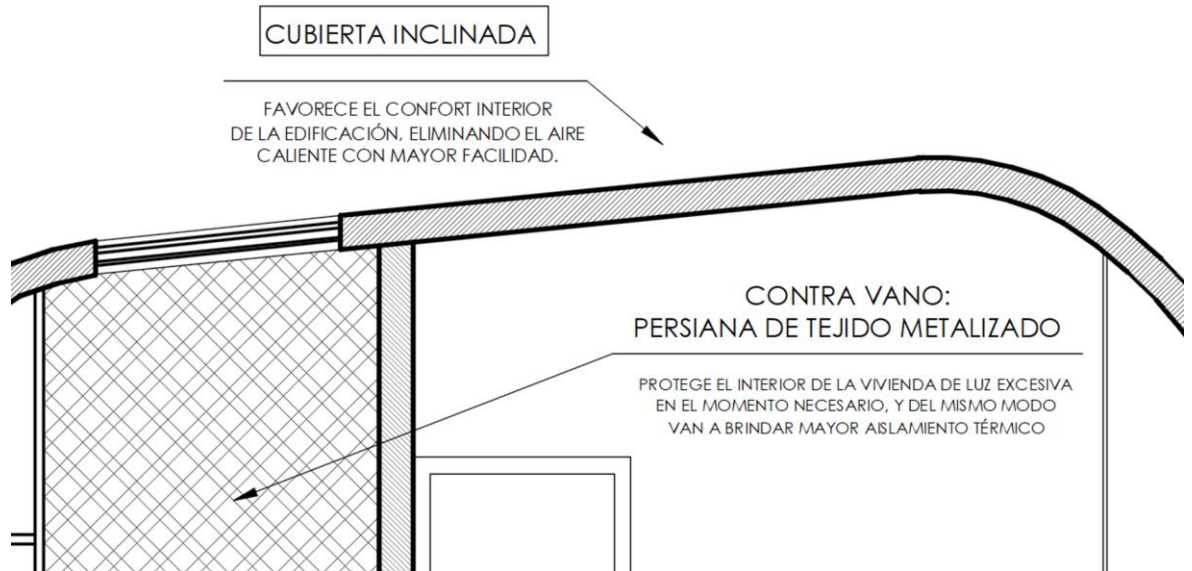 CUBIERTA INCLINADA
FAVORECE EL CONFORT INTERIOR
DE LA EDIFICACIÓN, ELIMINANDO EL AIRE
CALIENTE CON MAYOR FACILIDAD.
CONTRA VANO:
PERSIANA DE TEJIDO METALIZADO
PROTEGE EL INTERIOR DE LA VIVIENDA DE LUZ EXCESIVA
EN EL MOMENTO NECESARIO, Y DEL MISMO MODO
VAN A BRINDAR MAYOR AISLAMIENTO TÉRMICO